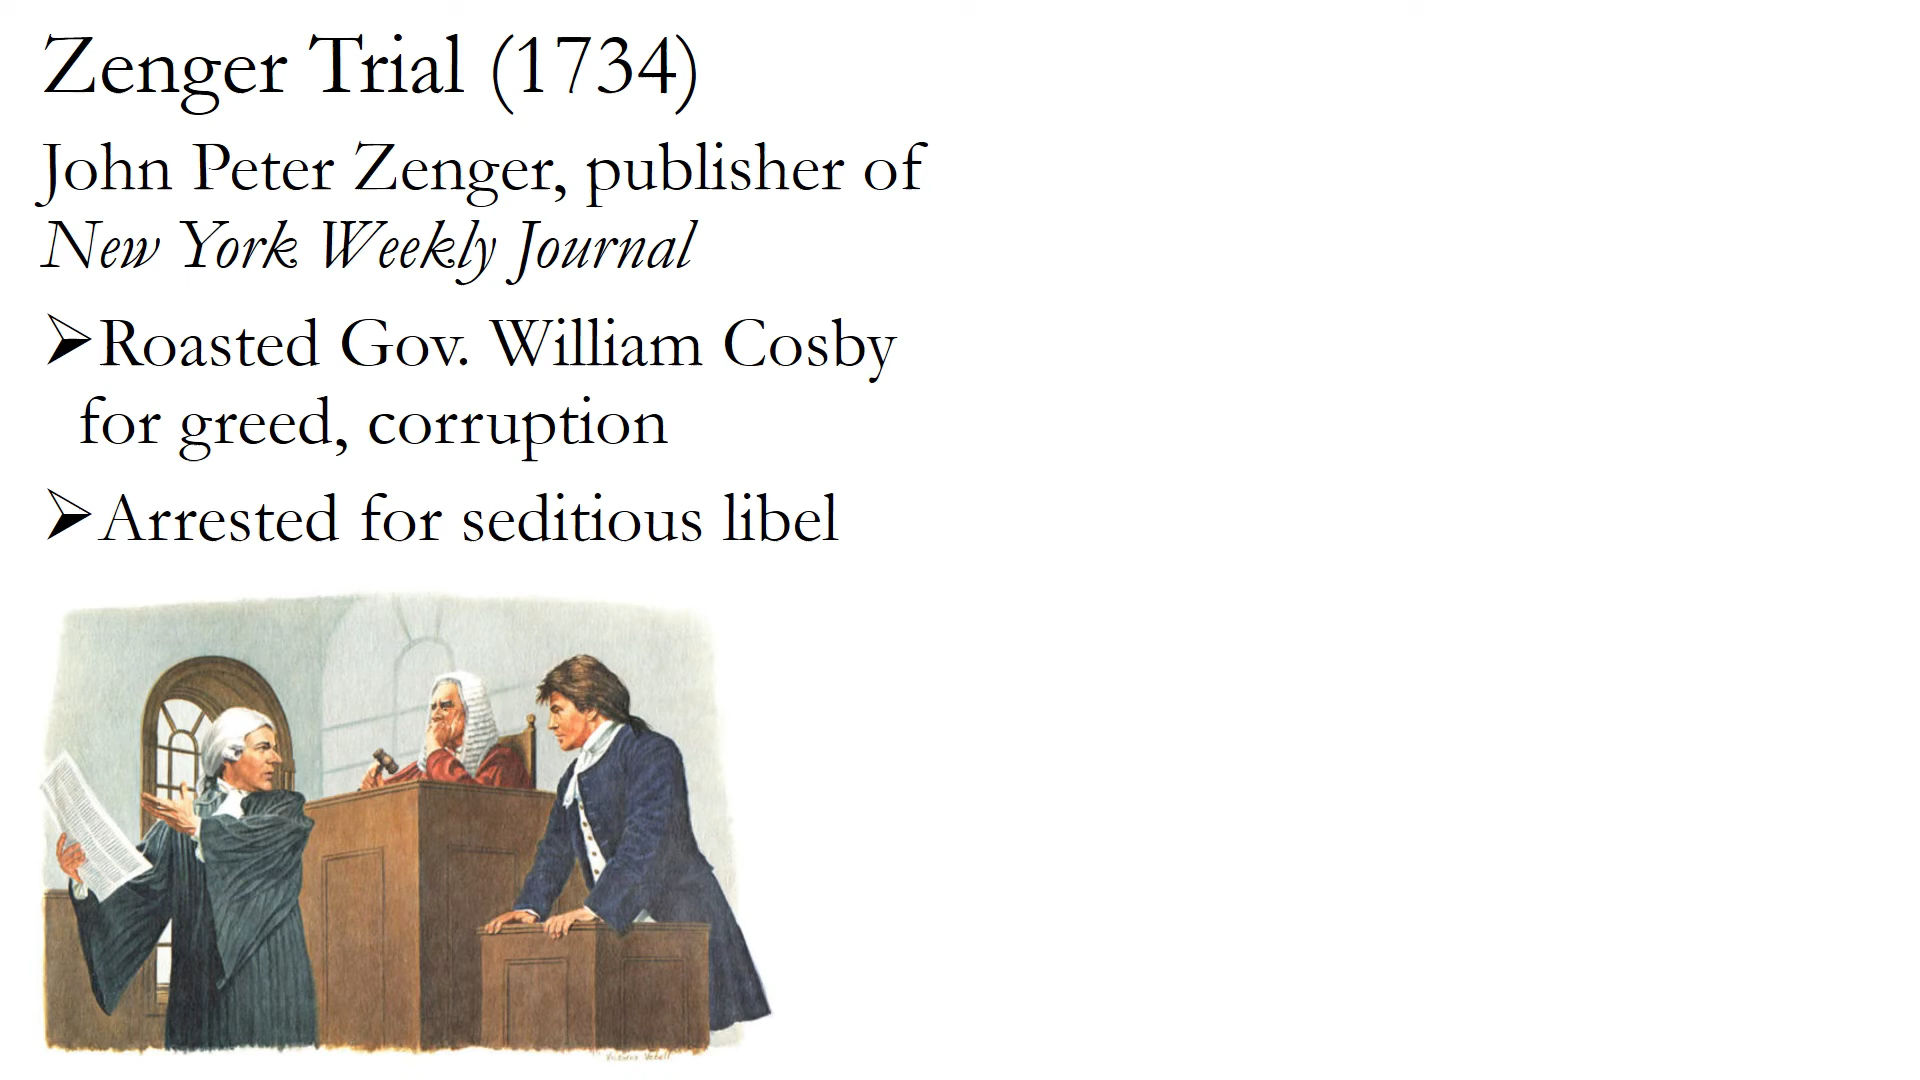 Zenger Trial (1734)
John Peter Zenger, publisher of
New York Weekly Journal
➢Roasted Gov. William Cosby
for greed, corruption
➢Arrested for seditious libel